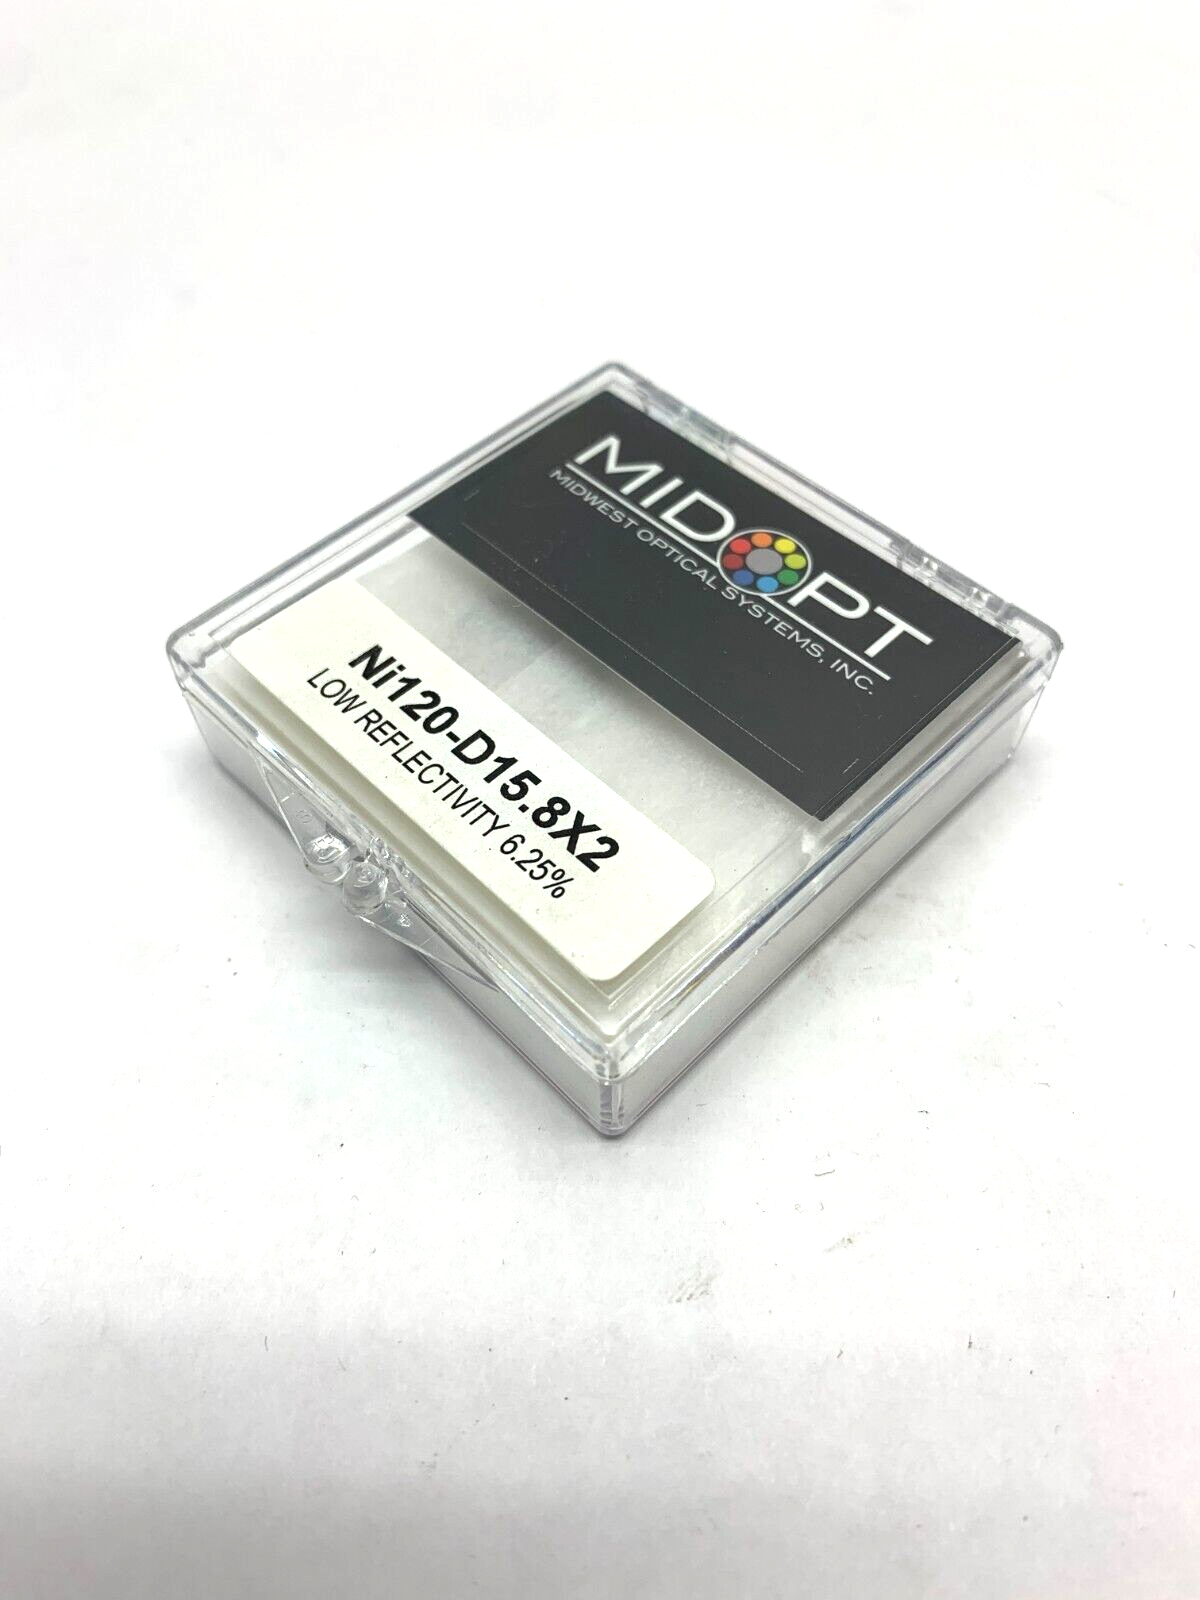 MIDOPT
MIDWEST OPTICAL SYSTEMS, INC.
Ni120-D15.8X2
LOW REFLECTIVITY 6.25%